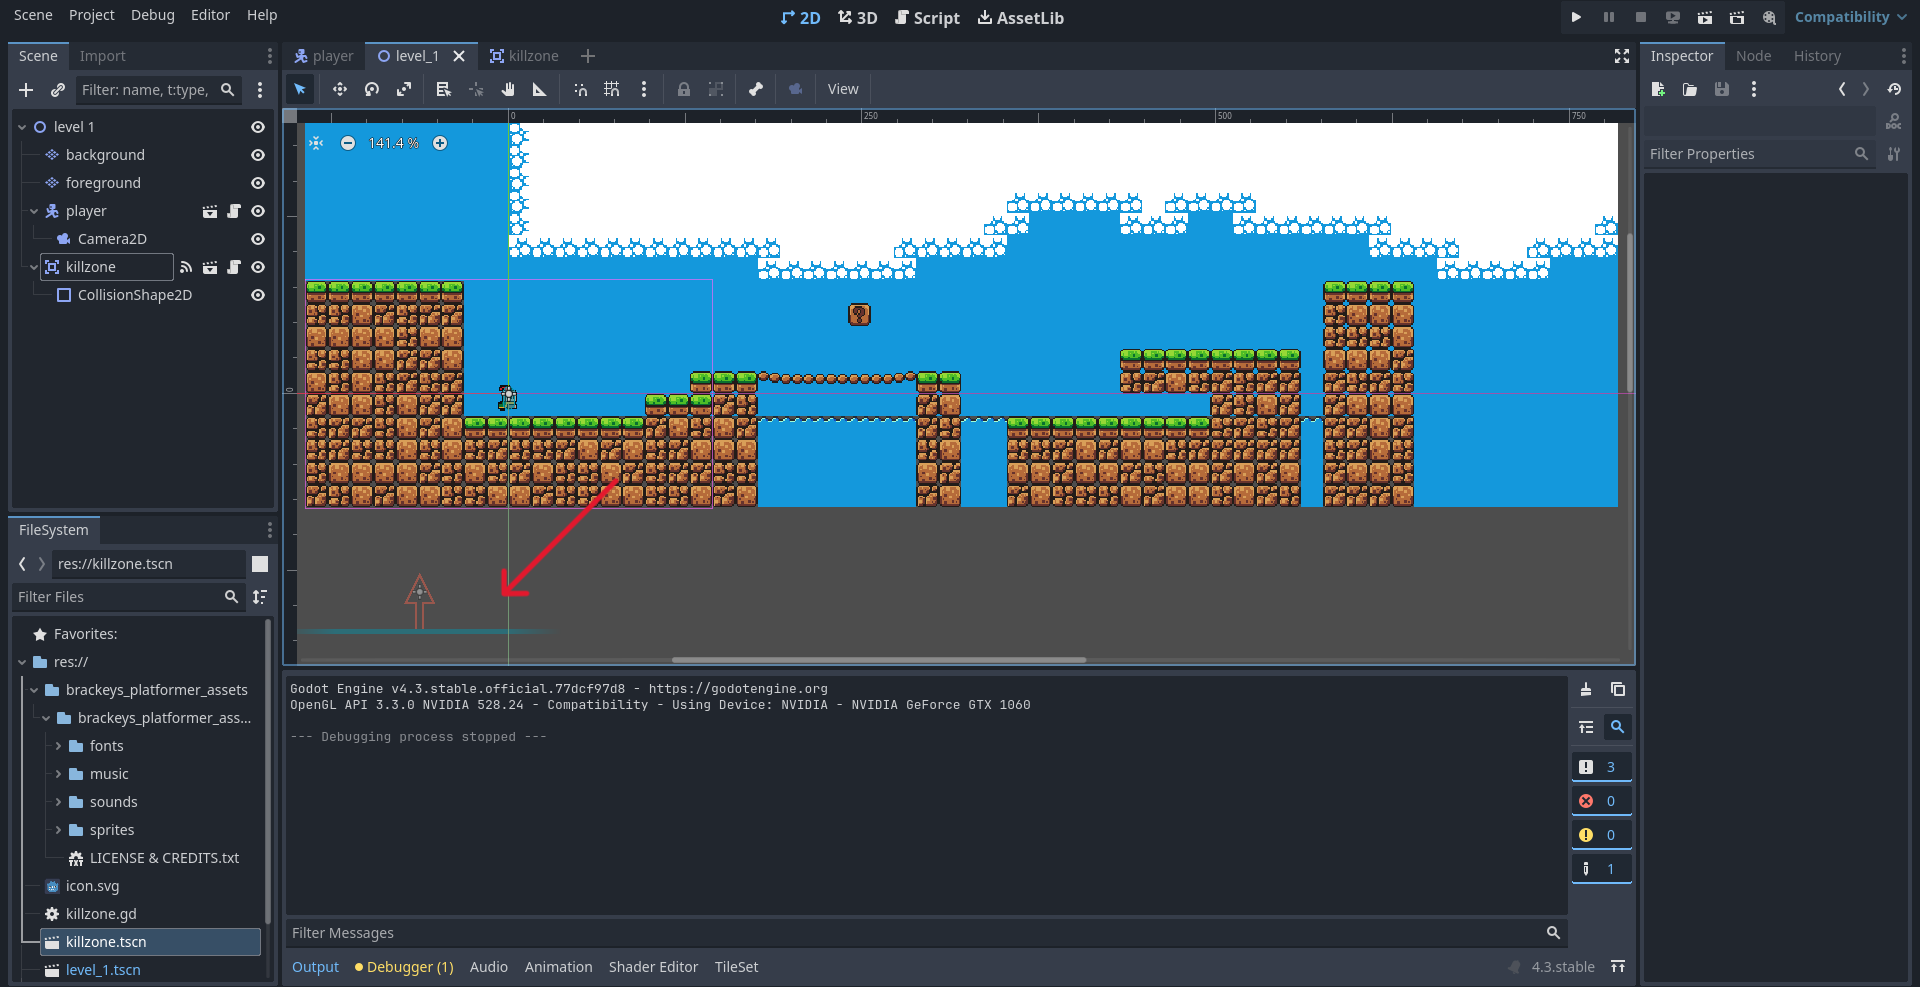 Scene Project Debug Editor Help
2D 3D Script AssetLib
Compatibility
Scene Import
Filter: name, t:type,
level 1
background
foreground
player
Camera2D
killzone
CollisionShape2D
FileSystem
res://killzone.tscn
Filter Files
Favorites:
res://
brackeys_platformer_assets
brackeys_platformer_ass...
fonts
music
sounds
sprites
LICENSE & CREDITS.txt
icon.svg
killzone.gd
killzone.tscn
level_1.tscn
player level_1 killzone
View
0 250 500 750
141.4 %
0
Godot Engine v4.3.stable.official.77dcf97d8 - https://godotengine.org
OpenGL API 3.3.0 NVIDIA 528.24 - Compatibility - Using Device: NVIDIA - NVIDIA GeForce GTX 1060
--- Debugging process stopped ---
3
0
0
1
Filter Messages
Output Debugger (1) Audio Animation Shader Editor TileSet
4.3.stable
Inspector Node History
DOC
Filter Properties